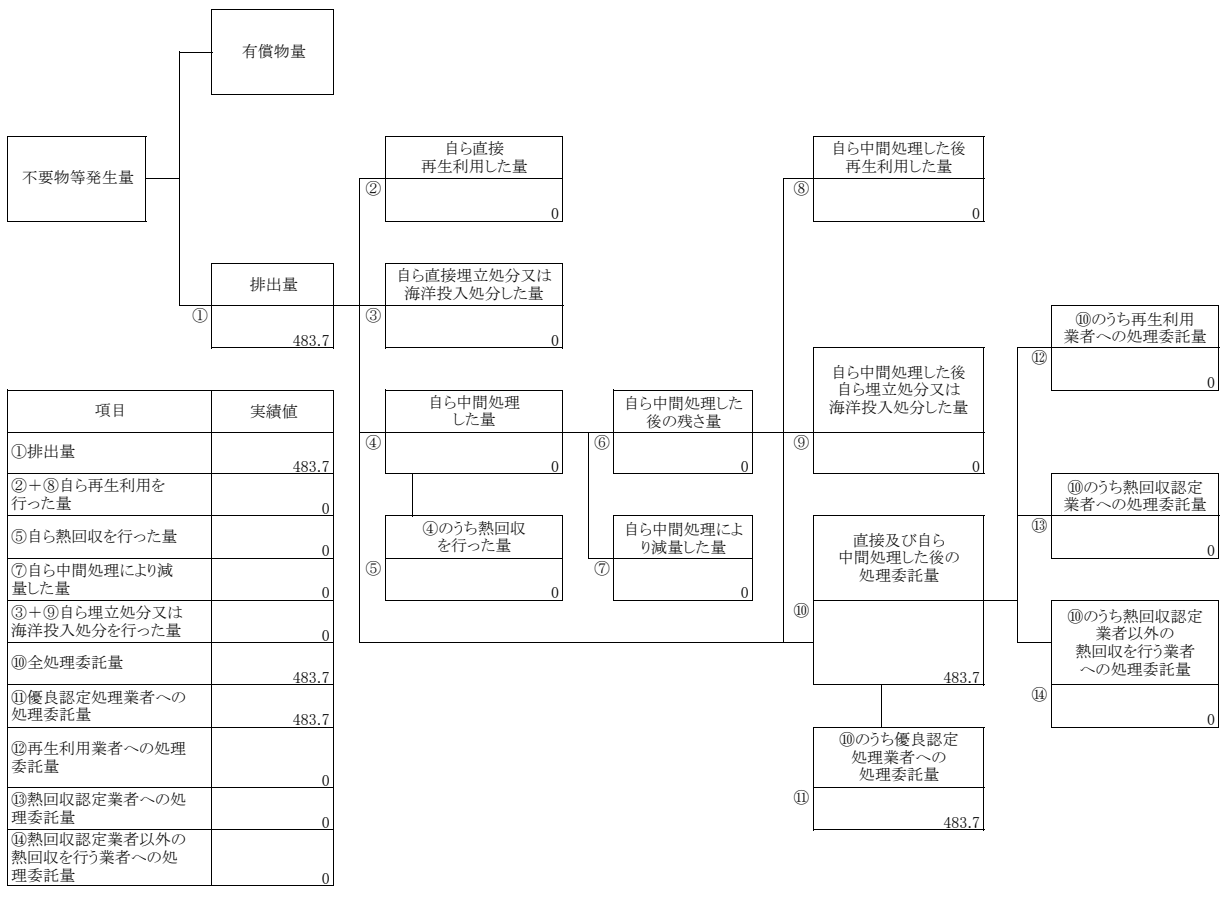 有償物量
不要物等発生量
排出量
①
483.7
自ら直接
再生利用した量
②
0
自ら直接埋立処分又は
海洋投入処分した量
③
0
自ら中間処理
した量
④
0
④のうち熱回収
を行った量
⑤
0
自ら中間処理した
後の残さ量
⑥
0
自ら中間処理によ
り減量した量
⑦
0
自ら中間処理した後
再生利用した量
⑧
0
自ら中間処理した後
自ら埋立処分又は
海洋投入処分した量
⑨
0
直接及び自ら
中間処理した後の
処理委託量
⑩
483.7
⑩のうち優良認定
処理業者への
処理委託量
⑪
483.7
⑩のうち再生利用
業者への処理委託量
⑫
0
⑩のうち熱回収認定
業者への処理委託量
⑬
0
⑩のうち熱回収認定
業者以外の
熱回収を行う業者
への処理委託量
⑭
0
項目 実績値
①排出量
483.7
②＋⑧自ら再生利用を
行った量
0
⑤自ら熱回収を行った量
0
⑦自ら中間処理により減
量した量
0
③＋⑨自ら埋立処分又は
海洋投入処分を行った量
0
⑩全処理委託量
483.7
⑪優良認定処理業者への
処理委託量
483.7
⑫再生利用業者への処理
委託量
0
⑬熱回収認定業者への処
理委託量
0
⑭熱回収認定業者以外の
熱回収を行う業者への処
理委託量
0